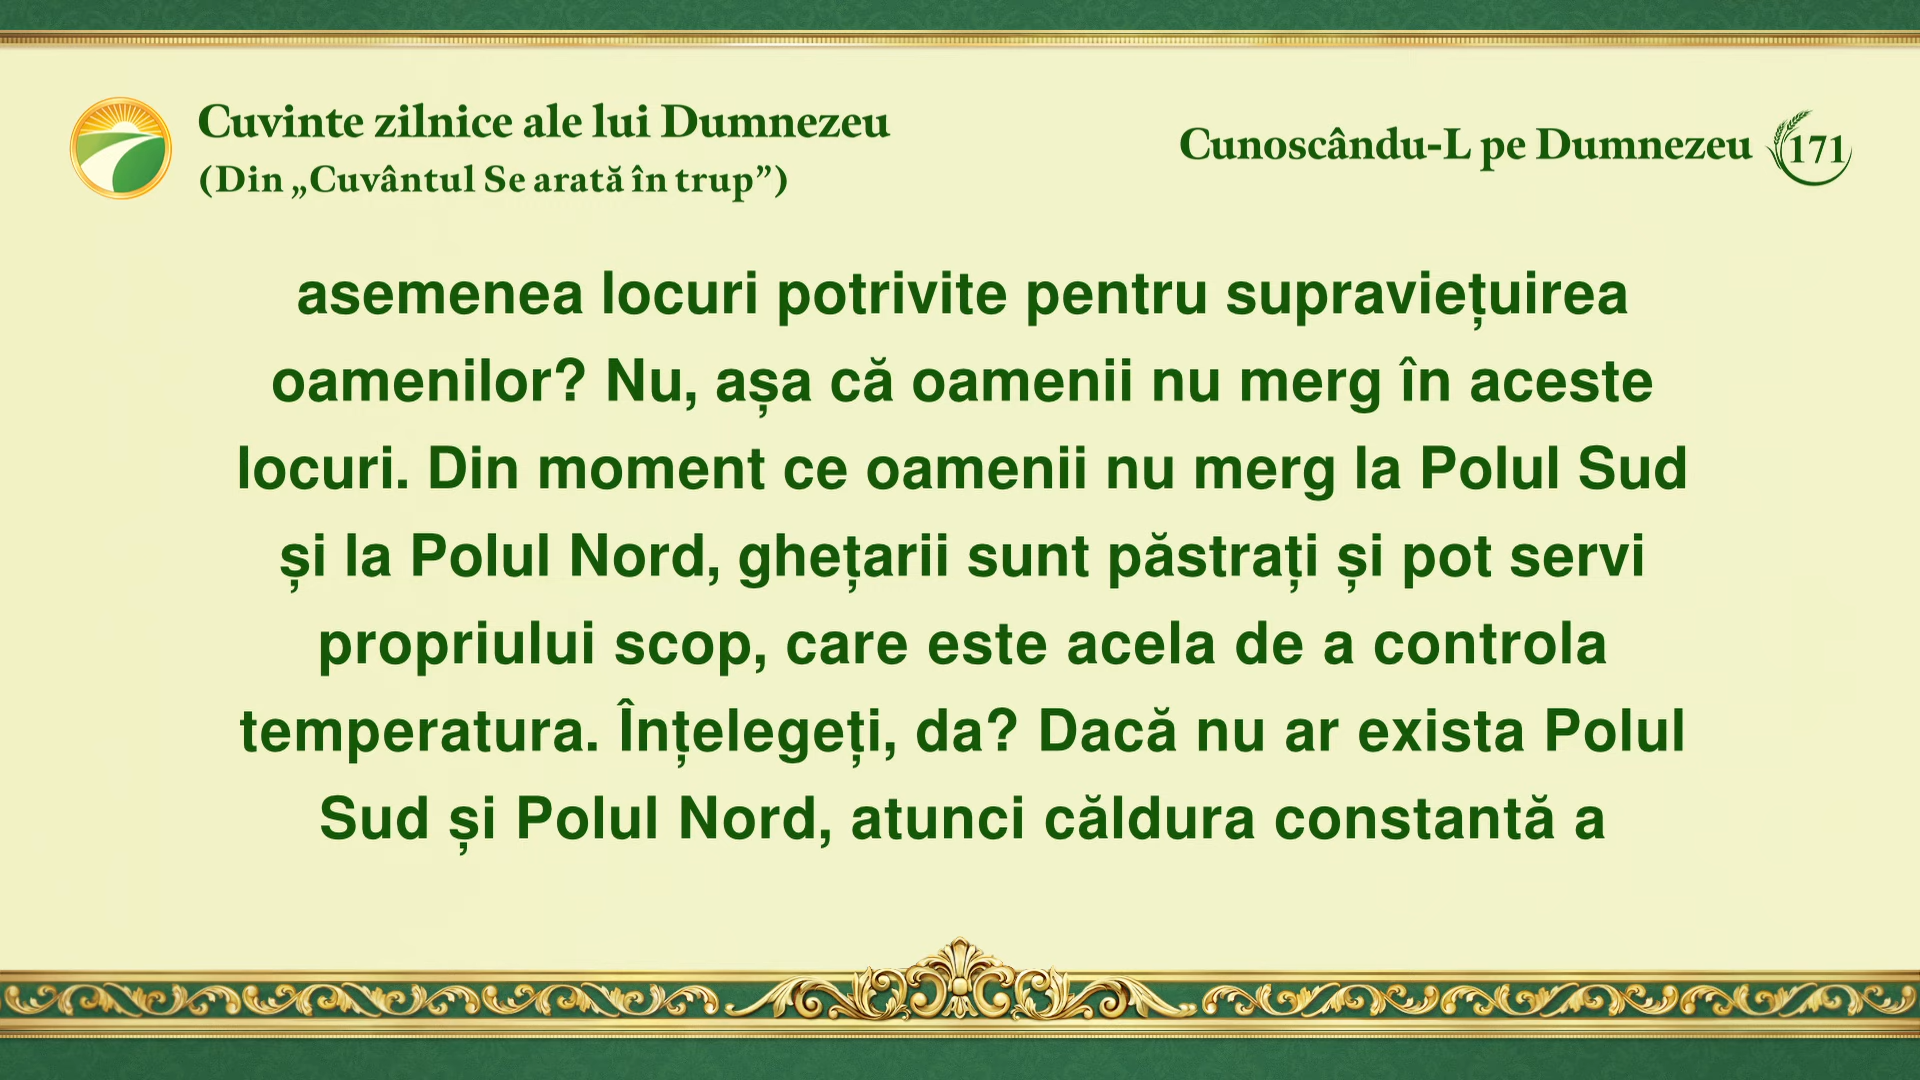 Cuvinte zilnice ale lui Dumnezeu
(Din „Cuvântul Se arată în trup”)
Cunoscându-L pe Dumnezeu 171
asemenea locuri potrivite pentru supraviețuirea
oamenilor? Nu, așa că oamenii nu merg în aceste
locuri. Din moment ce oamenii nu merg la Polul Sud
și la Polul Nord, ghețarii sunt păstrați și pot servi
propriului scop, care este acela de a controla
temperatura. Înțelegeți, da? Dacă nu ar exista Polul
Sud și Polul Nord, atunci căldura constantă a